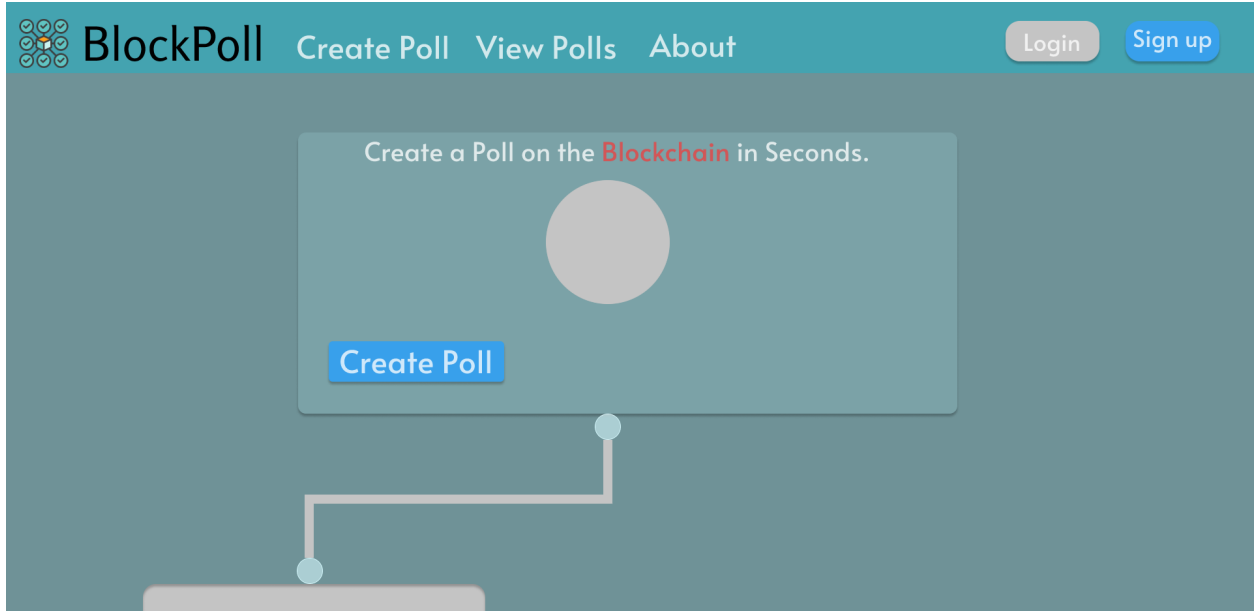 BlockPoll Create Poll View Polls About Login Sign up
Create a Poll on the Blockchain in Seconds.
Create Poll